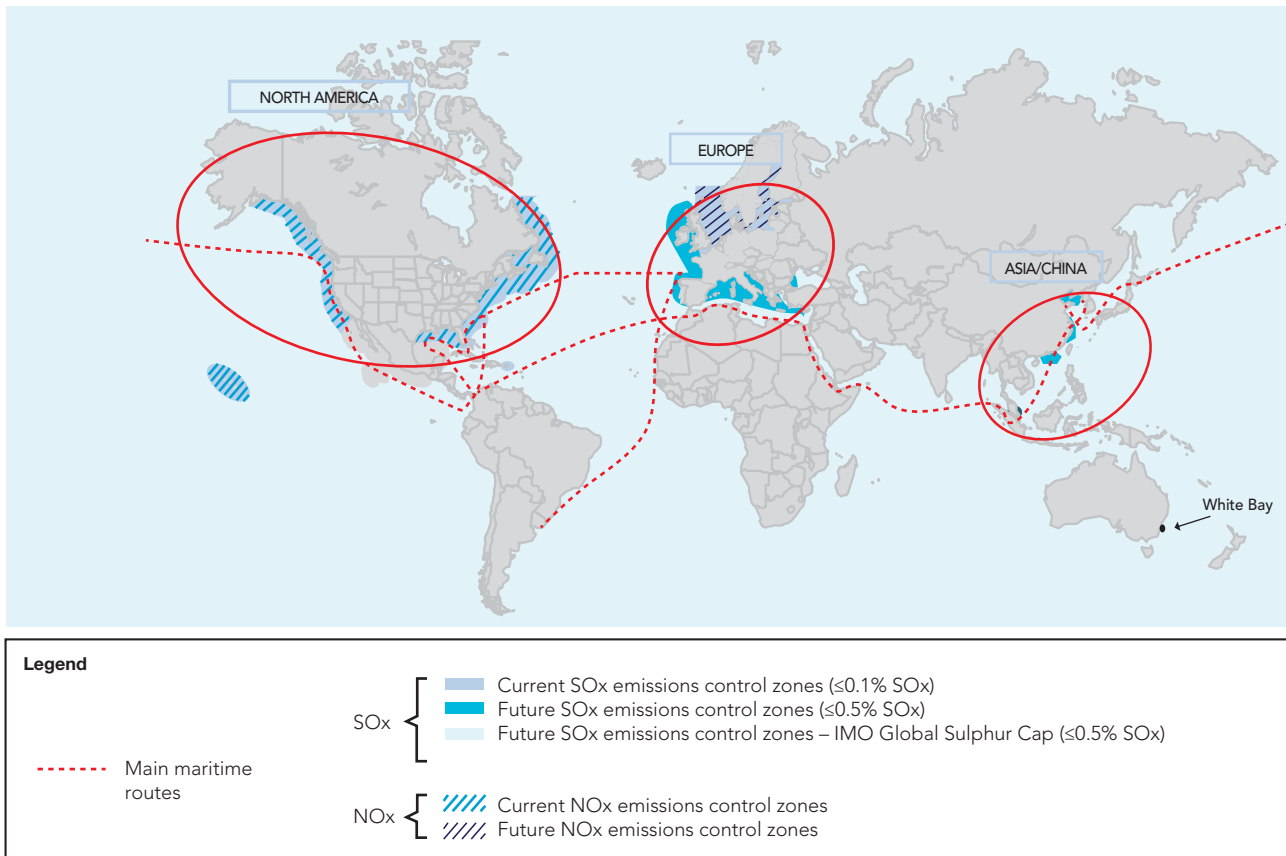 NORTH AMERICA
EUROPE
ASIA/CHINA
White Bay
Legend
SOx
Current SOx emissions control zones (≤0.1% SOx)
Future SOx emissions control zones (≤0.5% SOx)
Future SOx emissions control zones – IMO Global Sulphur Cap (≤0.5% SOx)
Main maritime
routes
NOx
Current NOx emissions control zones
Future NOx emissions control zones